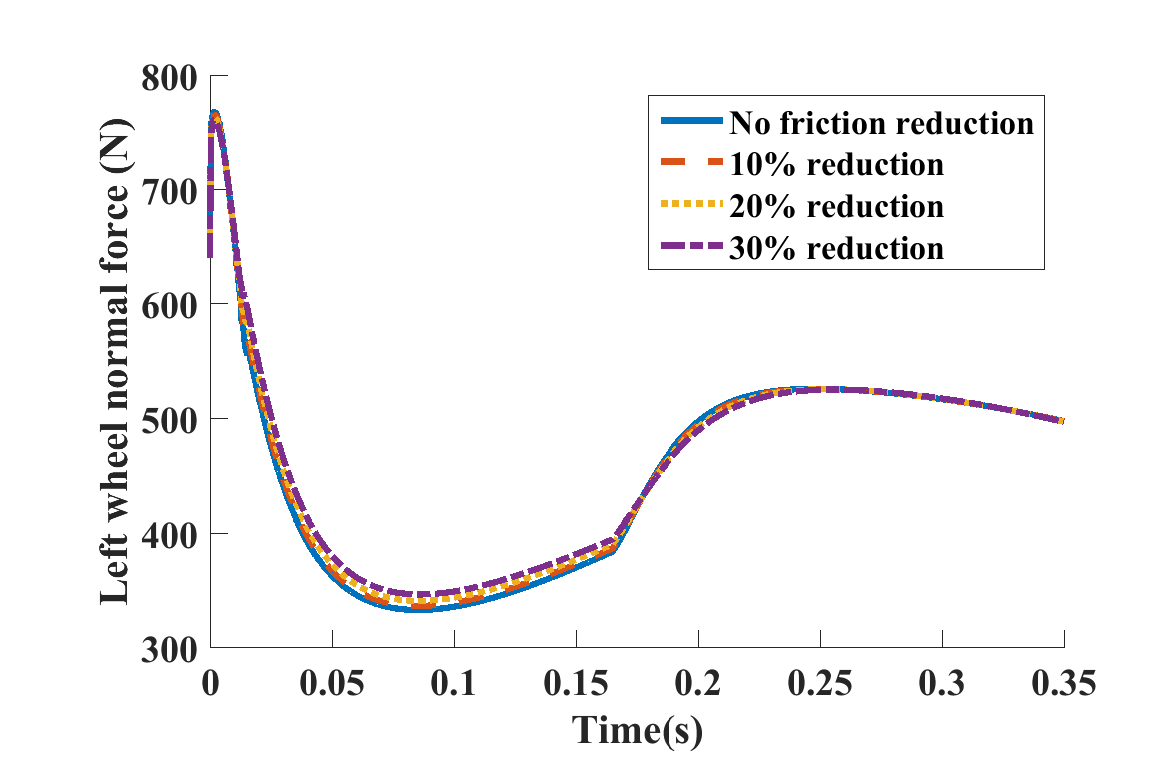 800
700
600
500
400
300
Left wheel normal force (N)
No friction reduction
10% reduction
20% reduction
30% reduction
0 0.05 0.1 0.15 0.2 0.25 0.3 0.35
Time(s)